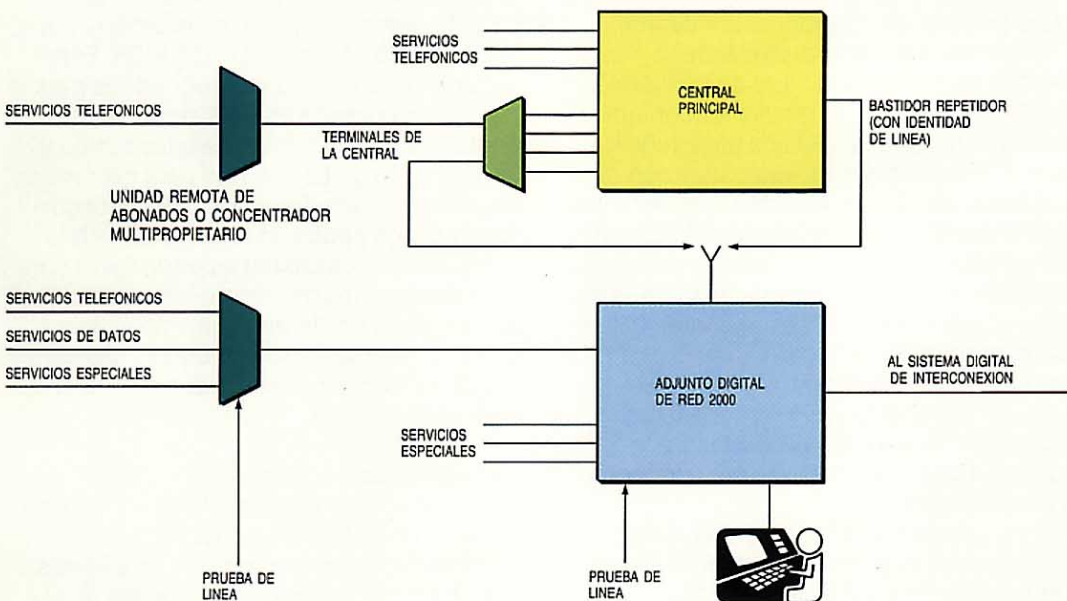 SERVICIOS
TELEFONICOS
CENTRAL
PRINCIPAL
SERVICIOS TELEFONICOS
TERMINALES DE
LA CENTRAL
BASTIDOR REPETIDOR
(CON IDENTIDAD
DE LINEA)
UNIDAD REMOTA DE
ABONADOS O CONCENTRADOR
MULTIPROPIETARIO
SERVICIOS TELEFONICOS
SERVICIOS DE DATOS
SERVICIOS ESPECIALES
ADJUNTO DIGITAL
DE RED 2000
AL SISTEMA DIGITAL
DE INTERCONEXION
SERVICIOS
ESPECIALES
PRUEBA DE
LINEA
PRUEBA DE
LINEA